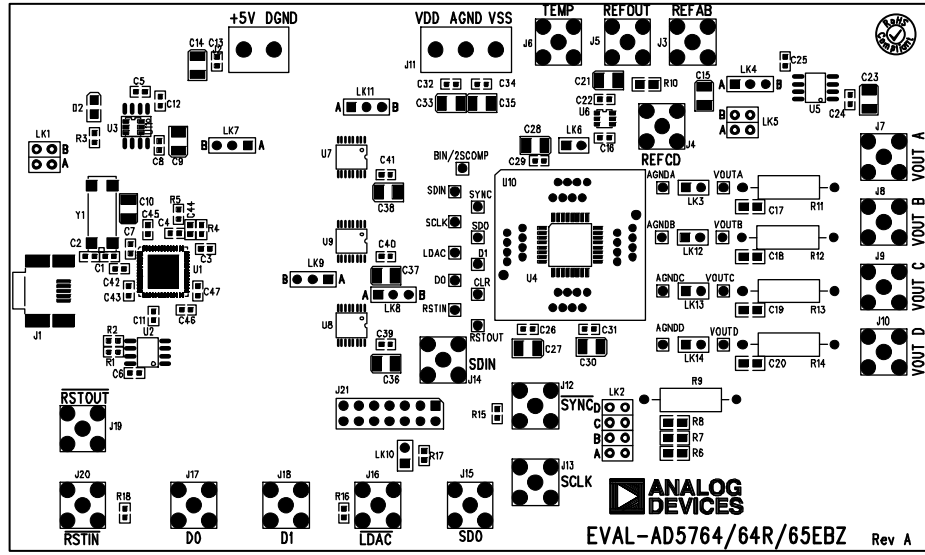 +5V DGND
VDD AGND VSS
TEMP
REFOUT
REFAB
RoHS Compliant
C14
C13
J2
J11
J6
J5
J3
C32
C34
C33
C35
C21
R10
C15
LK4
A B
C25
U5
C24
C23
C5
C12
D2
U3
R3
C8
C9
LK1
B
A
LK7
B A
LK11
A B
C22
U6
C16
J4
REFCD
B
A
LK5
J7
VOUT A
U7
C41
C38
BIN/2SCOMP
C28
C29
LK6
U10
SDIN
SYNC
SCLK
SDO
LDAC
D1
D0
CLR
RSTIN
RSTOUT
U4
AGNDA
VOUTA
LK3
C17
R11
J8
VOUT B
AGNDB
VOUTB
LK12
C18
R12
J9
VOUT C
AGNDC
VOUTC
LK13
C19
R13
J10
VOUT D
AGNDD
VOUTD
LK14
C20
R14
Y1
C10
C45
R5
C44
R4
C4
C3
C2
C7
C1
U1
C42
C43
C47
C46
C11
J1
R2
R1
U2
C6
U9
C40
C37
LK9
B A
A B
LK8
U8
C39
C36
C26
C27
C31
C30
SDIN
J14
RSTOUT
J19
J21
R15
J12
SYNC
LK2
D
C
B
A
R9
R8
R7
R6
LK10
R17
J13
SCLK
J20
RSTIN
R18
J17
D0
J18
D1
R16
J16
LDAC
J15
SDO
ANALOG
DEVICES
EVAL-AD5764/64R/65EBZ Rev A